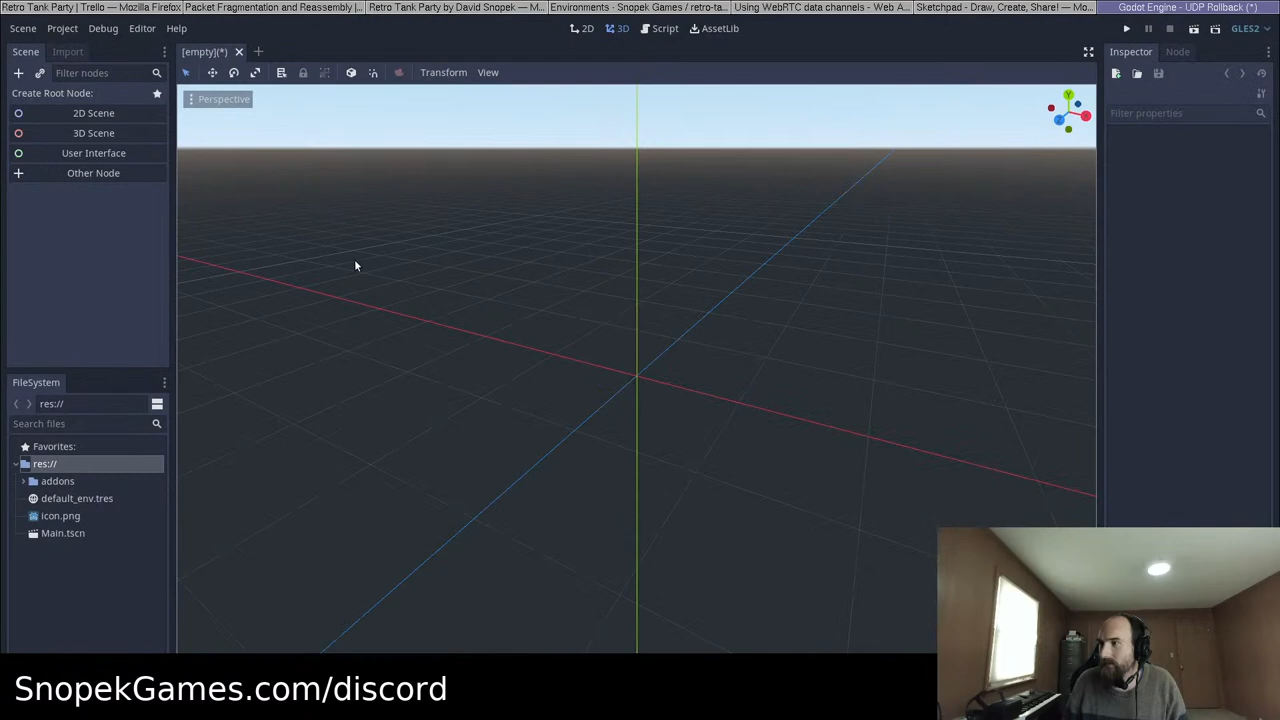 Retro Tank Party | Trello — Mozilla Firefox
Packet Fragmentation and Reassembly |...
Retro Tank Party by David Snopek — M...
Environments · Snopek Games / retro-ta...
Using WebRTC data channels - Web A...
Sketchpad - Draw, Create, Share! — Mo...
Godot Engine - UDP Rollback (*)
Scene Project Debug Editor Help
2D 3D Script AssetLib
GLES2
Scene Import
[empty](*)
Inspector Node
Filter nodes
Transform View
Create Root Node:
Perspective
Y
X
Z
Filter properties
2D Scene
3D Scene
User Interface
Other Node
FileSystem
res://
Search files
Favorites:
res://
addons
default_env.tres
icon.png
Main.tscn
SnopekGames.com/discord